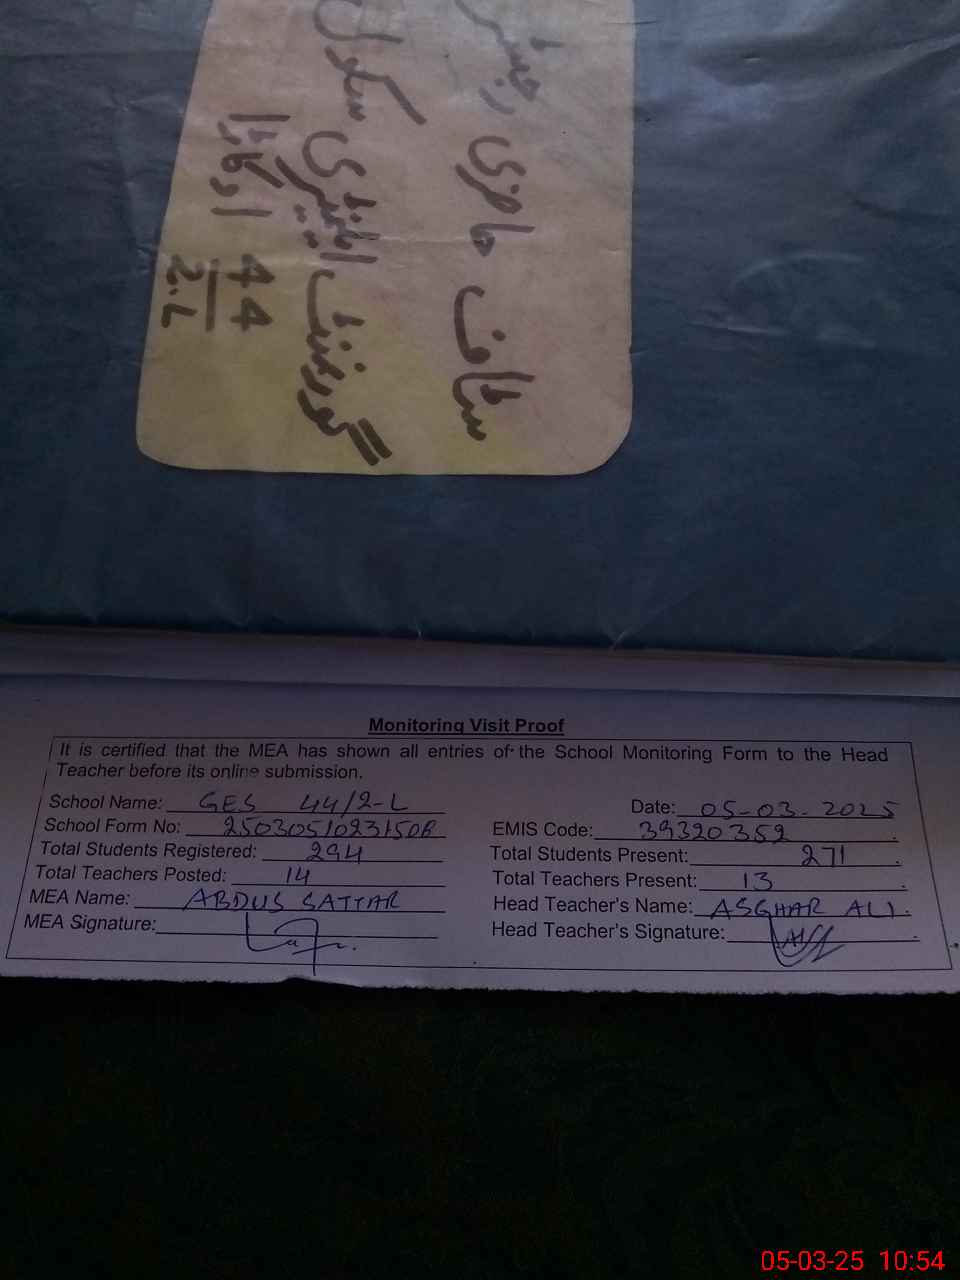 سٹاف حاضری رجسٹر
گورنمنٹ ایلیمنٹری سکول
44/2.L اوکاڑا
Monitoring Visit Proof
It is certified that the MEA has shown all entries of the School Monitoring Form to the Head
Teacher before its online submission.
School Name: GES 44/2-L Date: 05-03-2025
School Form No: 2503051023150B EMIS Code: 39320352
Total Students Registered: 294 Total Students Present: 271
Total Teachers Posted: 14 Total Teachers Present: 13
MEA Name: ABDUS SATTAR Head Teacher's Name: ASGHAR ALI
MEA Signature: Head Teacher's Signature:
05-03-25 10:54